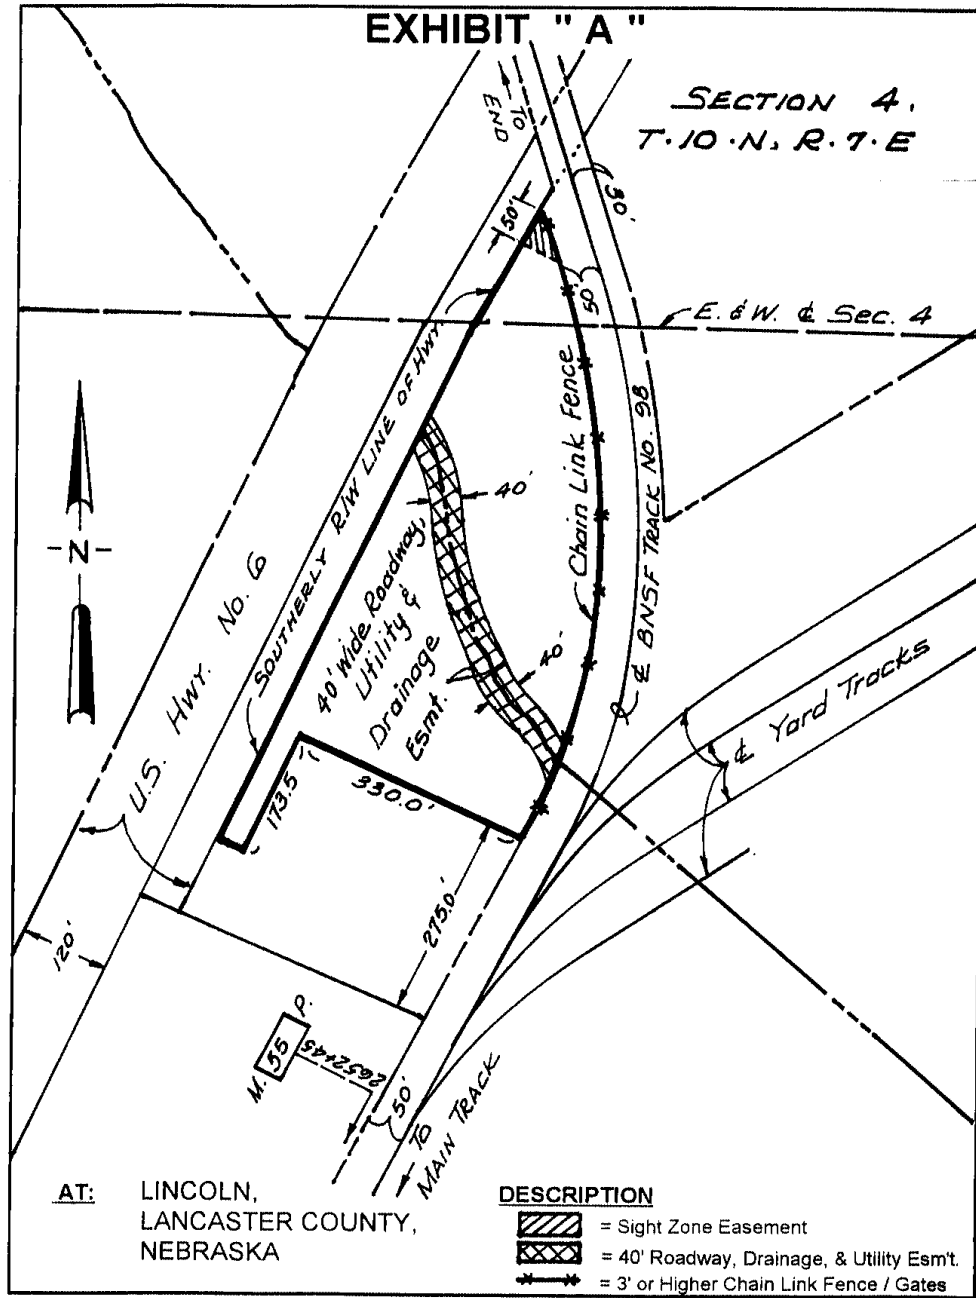 EXHIBIT "A"
SECTION 4,
T.10.N, R.7.E
TO
END
30'
50'
50'
E. & W. ℄ Sec. 4
SOUTHERLY R/W LINE OF HWY
Chain Link Fence
℄ BNSF TRACK NO. 98
40'
-N-
U.S. Hwy. No. 6
40' Wide Roadway,
Utility &
Drainage
Esmt.
40'
℄ Yard Tracks
173.5'
330.0'
275.0'
120'
M. 55 P.
2652+45
50'
TO
MAIN TRACK
AT:
LINCOLN,
LANCASTER COUNTY,
NEBRASKA
DESCRIPTION
= Sight Zone Easement
= 40' Roadway, Drainage, & Utility Esm't.
= 3' or Higher Chain Link Fence / Gates